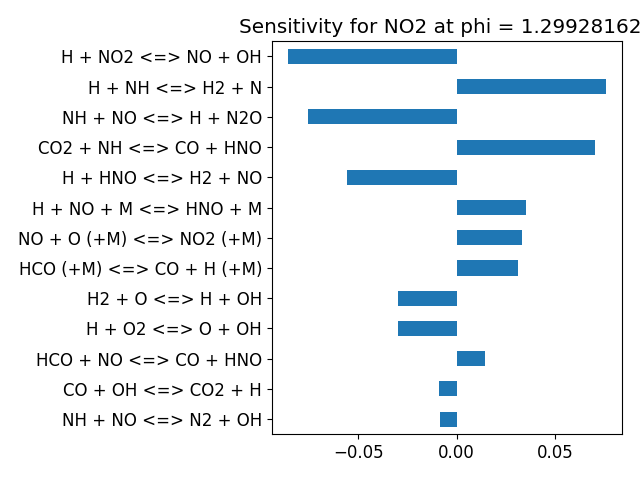 Sensitivity for NO2 at phi = 1.29928162
H + NO2 <=> NO + OH
H + NH <=> H2 + N
NH + NO <=> H + N2O
CO2 + NH <=> CO + HNO
H + HNO <=> H2 + NO
H + NO + M <=> HNO + M
NO + O (+M) <=> NO2 (+M)
HCO (+M) <=> CO + H (+M)
H2 + O <=> H + OH
H + O2 <=> O + OH
HCO + NO <=> CO + HNO
CO + OH <=> CO2 + H
NH + NO <=> N2 + OH
−0.05 0.00 0.05